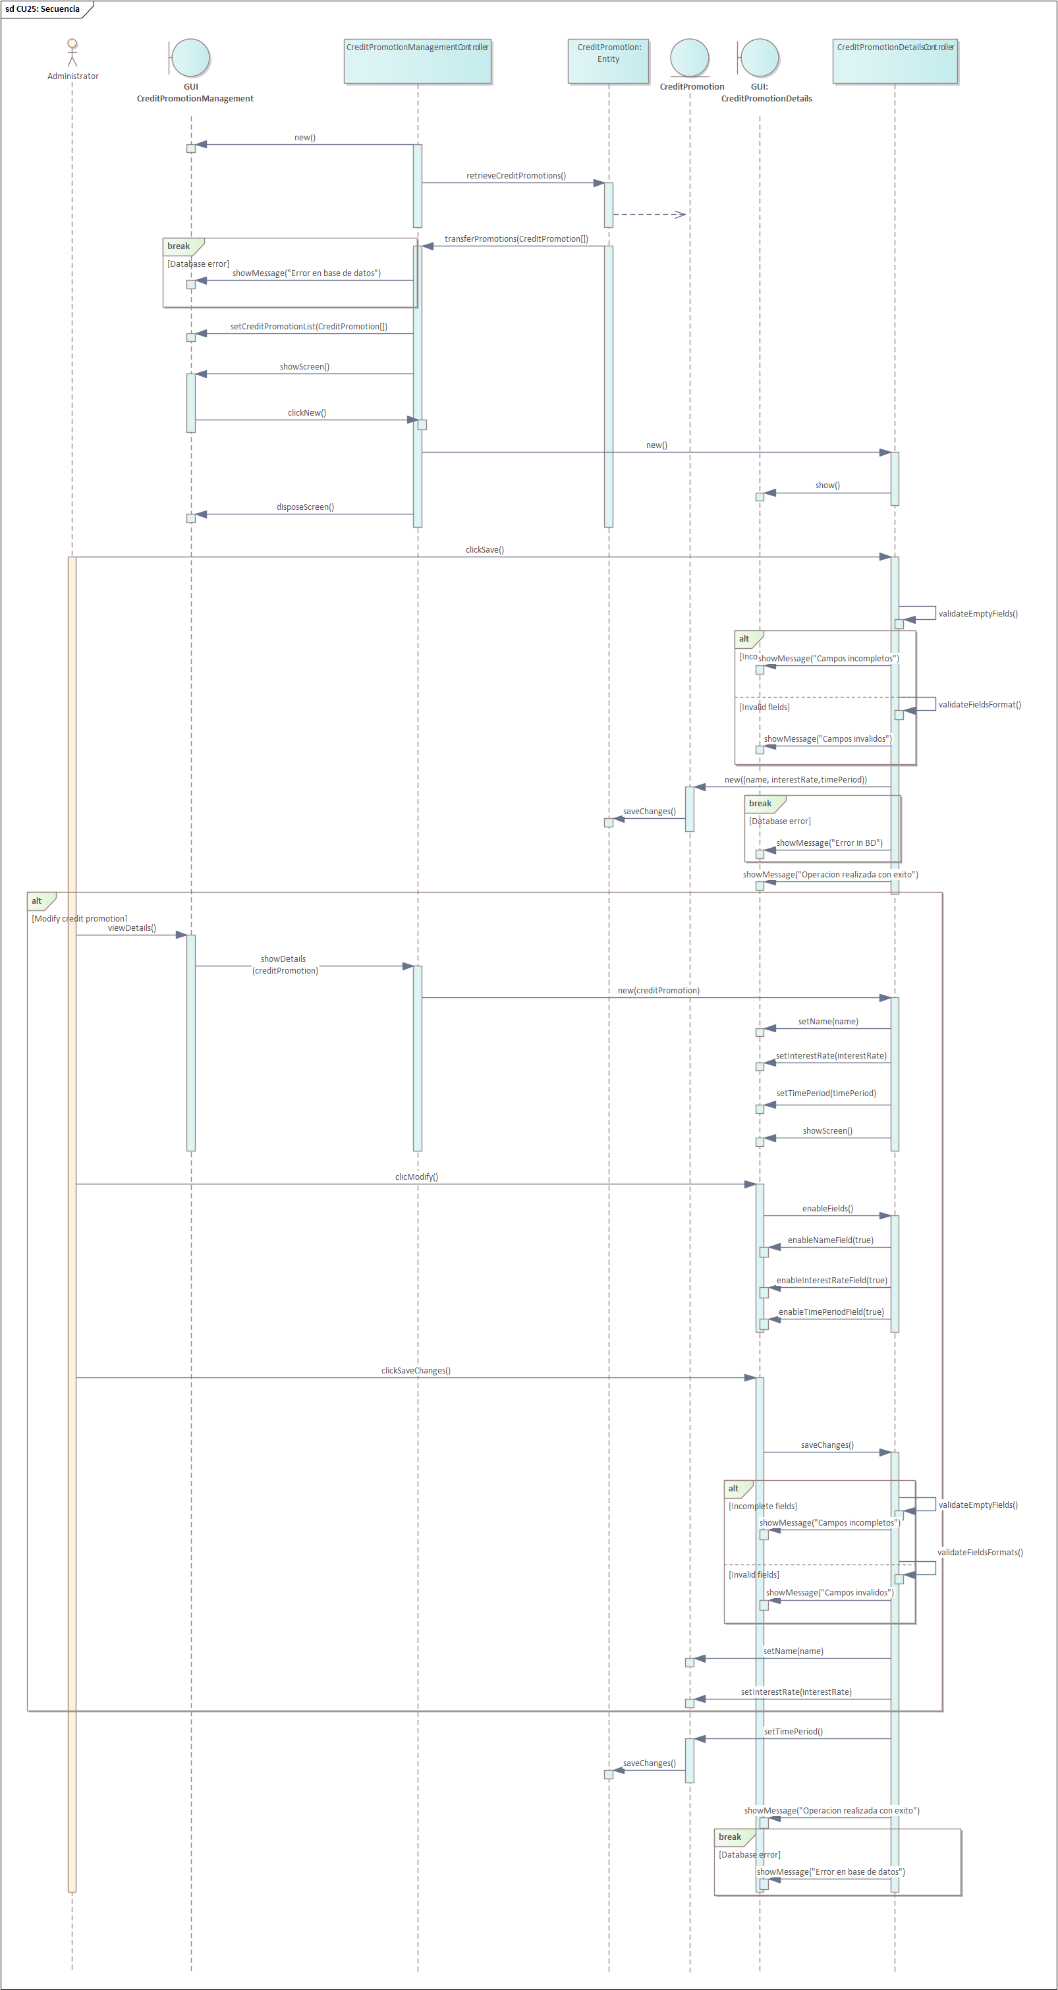 sd CU25: Secuencia
Administrator
GUI
CreditPromotionManagement
CreditPromotionManagementController
CreditPromotion:
Entity
CreditPromotion
GUI:
CreditPromotionDetails
CreditPromotionDetailsController
new()
retrieveCreditPromotions()
transferPromotions(CreditPromotion[])
break
[Database error]
showMessage("Error en base de datos")
setCreditPromotionList(CreditPromotion[])
showScreen()
clickNew()
new()
show()
disposeScreen()
clickSave()
validateEmptyFields()
alt
[Inco
showMessage("Campos incompletos")
validateFieldsFormat()
[Invalid fields]
showMessage("Campos invalidos")
new((name, interestRate,timePeriod))
break
saveChanges()
[Database error]
showMessage("Error in BD")
showMessage("Operacion realizada con exito")
alt
[Modify credit promotion]
viewDetails()
showDetails
(creditPromotion)
new(creditPromotion)
setName(name)
setInterestRate(interestRate)
setTimePeriod(timePeriod)
showScreen()
clicModify()
enableFields()
enableNameField(true)
enableInterestRateField(true)
enableTimePeriodField(true)
clickSaveChanges()
saveChanges()
alt
[Incomplete fields]
validateEmptyFields()
showMessage("Campos incompletos")
validateFieldsFormats()
[Invalid fields]
showMessage("Campos invalidos")
setName(name)
setInterestRate(interestRate)
setTimePeriod()
saveChanges()
showMessage("Operacion realizada con exito")
break
[Database error]
showMessage("Error en base de datos")